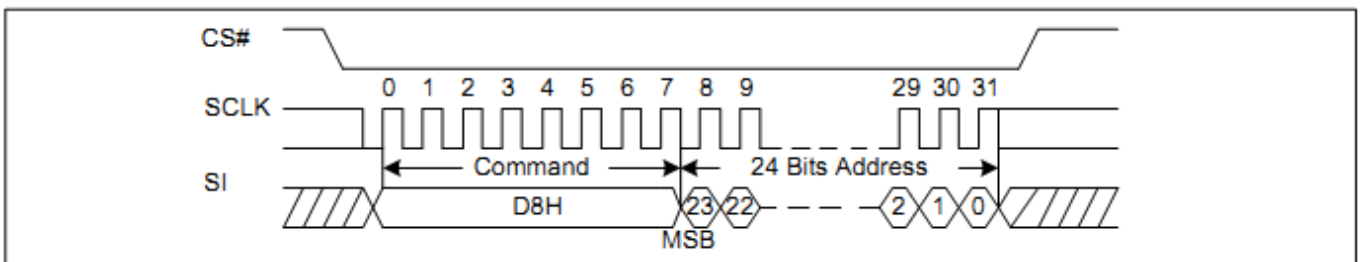 CS#
0 1 2 3 4 5 6 7 8 9 29 30 31
SCLK
Command 24 Bits Address
SI
D8H 23 22 2 1 0
MSB